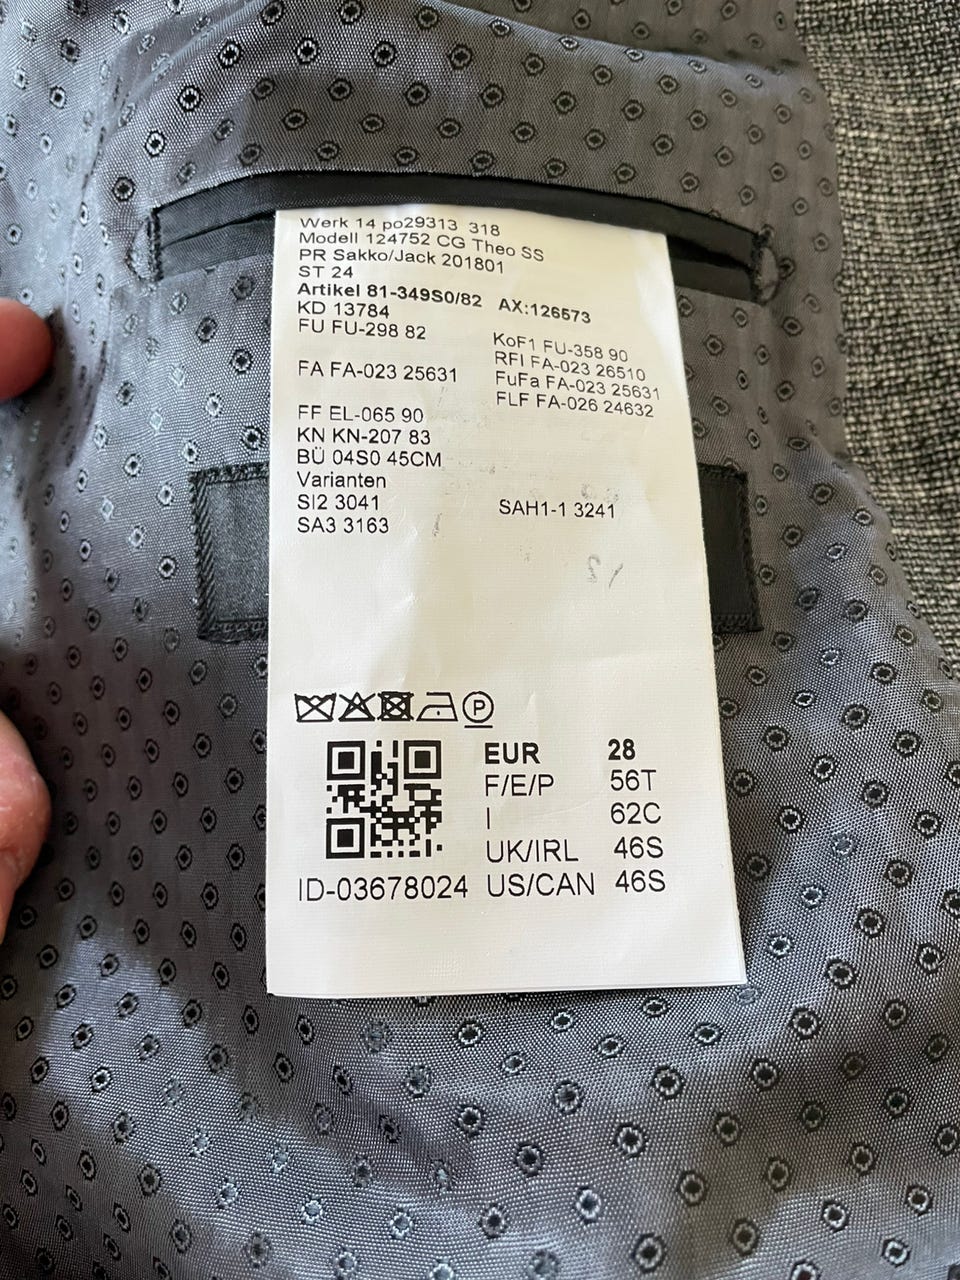 Werk 14 po29313 318
Modell 124752 CG Theo SS
PR Sakko/Jack 201801
ST 24
Artikel 81-349S0/82 AX:126573
KD 13784
FU FU-298 82 KoF1 FU-358 90
RFI FA-023 26510
FA FA-023 25631 FuFa FA-023 25631
FLF FA-026 24632
FF EL-065 90
KN KN-207 83
BÜ 04S0 45CM
Varianten
SI2 3041 SAH1-1 3241
SA3 3163
P
EUR 28
F/E/P 56T
I 62C
UK/IRL 46S
ID-03678024 US/CAN 46S